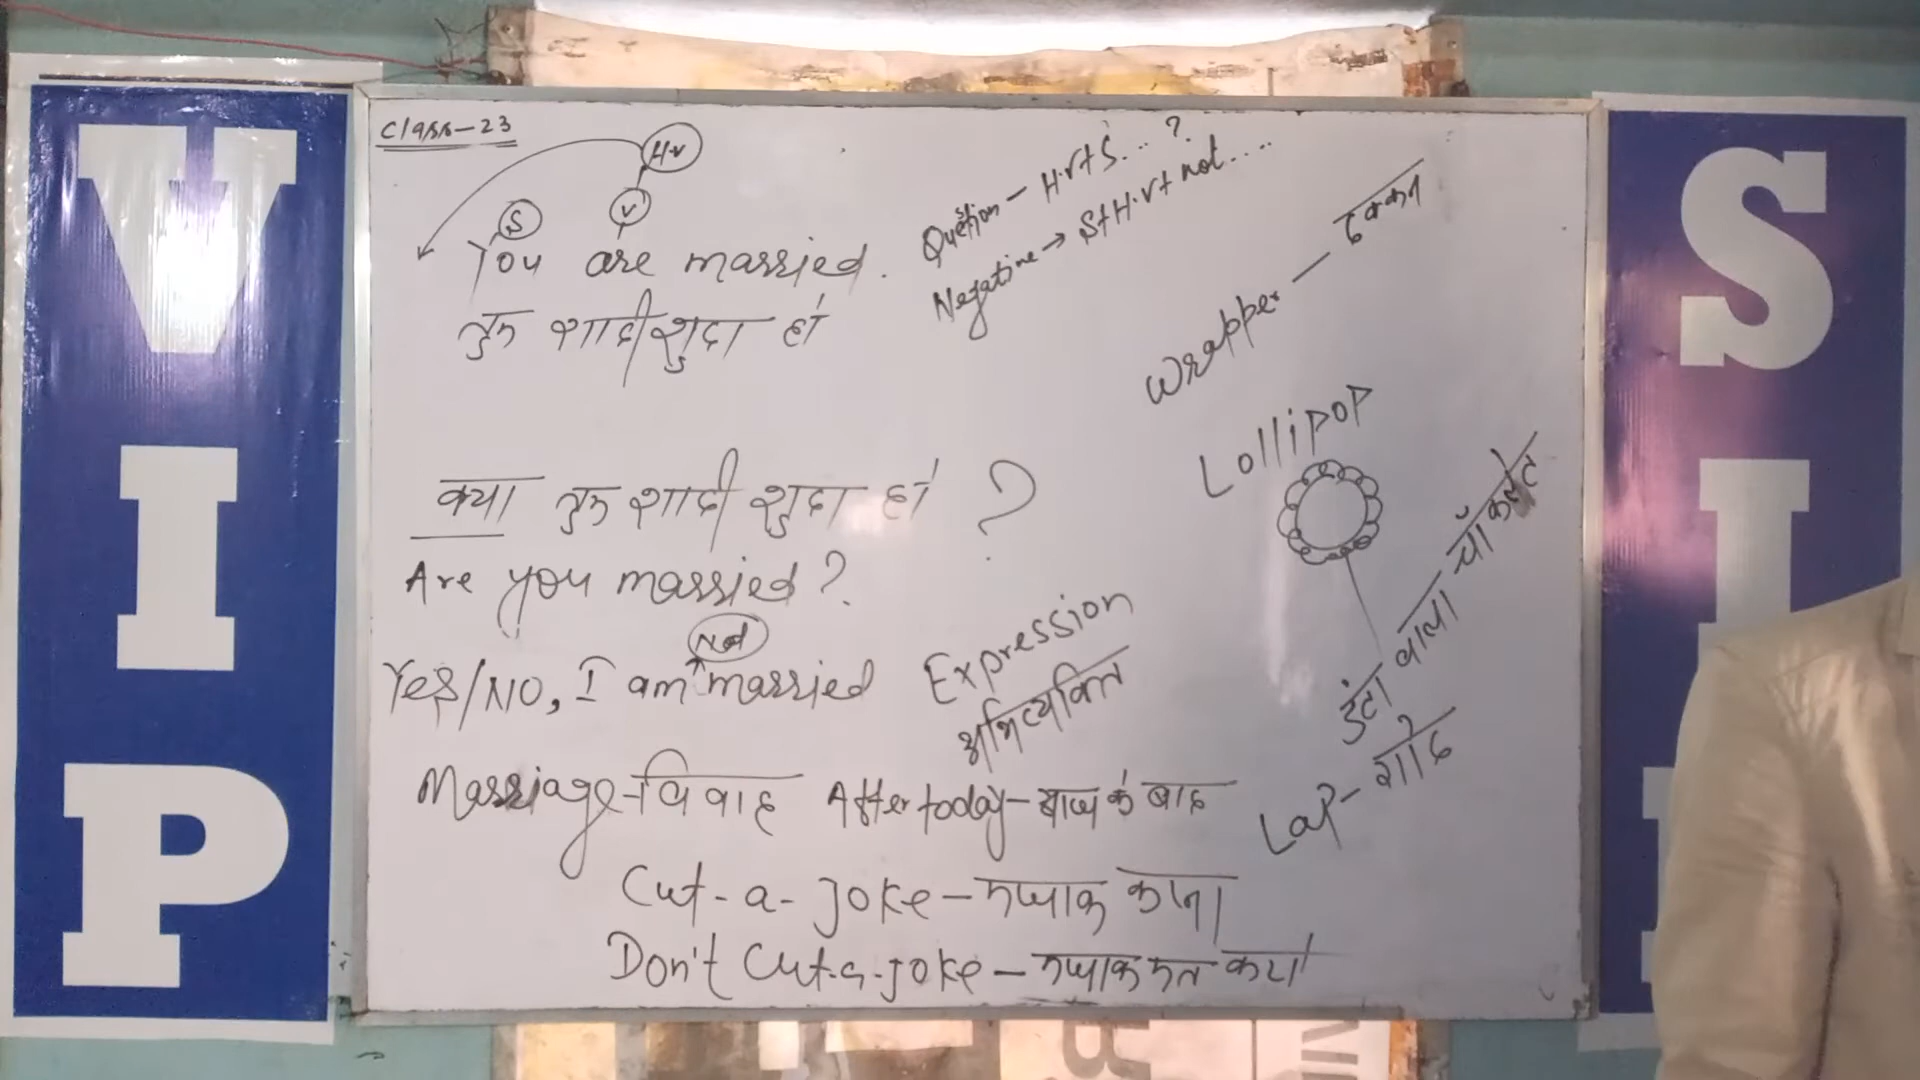 VIP
Class-23
H.V
S
V
You are married.
तुम शादीशुदा हो
Question - H.V+S...?
Negative → S+H.V+ not....
Wrapper - ढक्कन
Lollipop
क्या तुम शादी शुदा हो ?
Are you married?
Not
Yes/NO, I am married
Expression
अभिव्यक्ति
डंटा वाला चॉकलेट
Marriage-विवाह
After today-आज के बाद
Lap-गोद
Cut-a-Joke-मजाक करना
Don't Cut-a-joke-मजाक मत करो
S